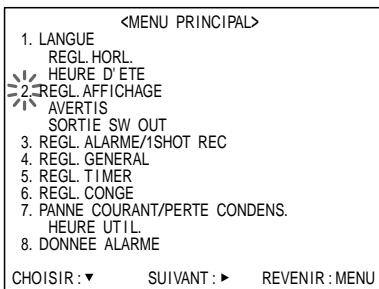 <MENU PRINCIPAL>
1. LANGUE
REGL. HORL.
HEURE D'ETE
2. REGL. AFFICHAGE
AVERTIS
SORTIE SW OUT
3. REGL. ALARME/1SHOT REC
4. REGL. GENERAL
5. REGL. TIMER
6. REGL. CONGE
7. PANNE COURANT/PERTE CONDENS.
HEURE UTIL.
8. DONNEE ALARME
CHOISIR : ▼ SUIVANT : ► REVENIR : MENU